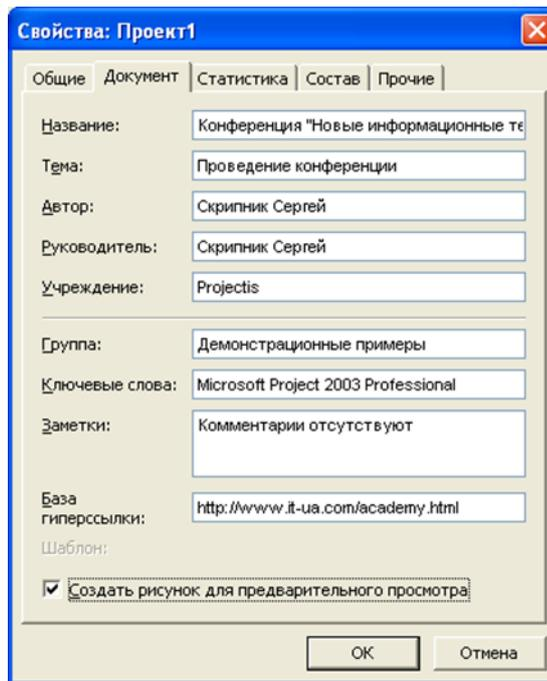 Свойства: Проект1
Общие Документ Статистика Состав Прочие
Название: Конференция "Новые информационные те
Тема: Проведение конференции
Автор: Скрипник Сергей
Руководитель: Скрипник Сергей
Учреждение: Projectis
Группа: Демонстрационные примеры
Ключевые слова: Microsoft Project 2003 Professional
Заметки: Комментарии отсутствуют
База
гиперссылки: http://www.it-ua.com/academy.html
Шаблон:
Создать рисунок для предварительного просмотра
ОК Отмена